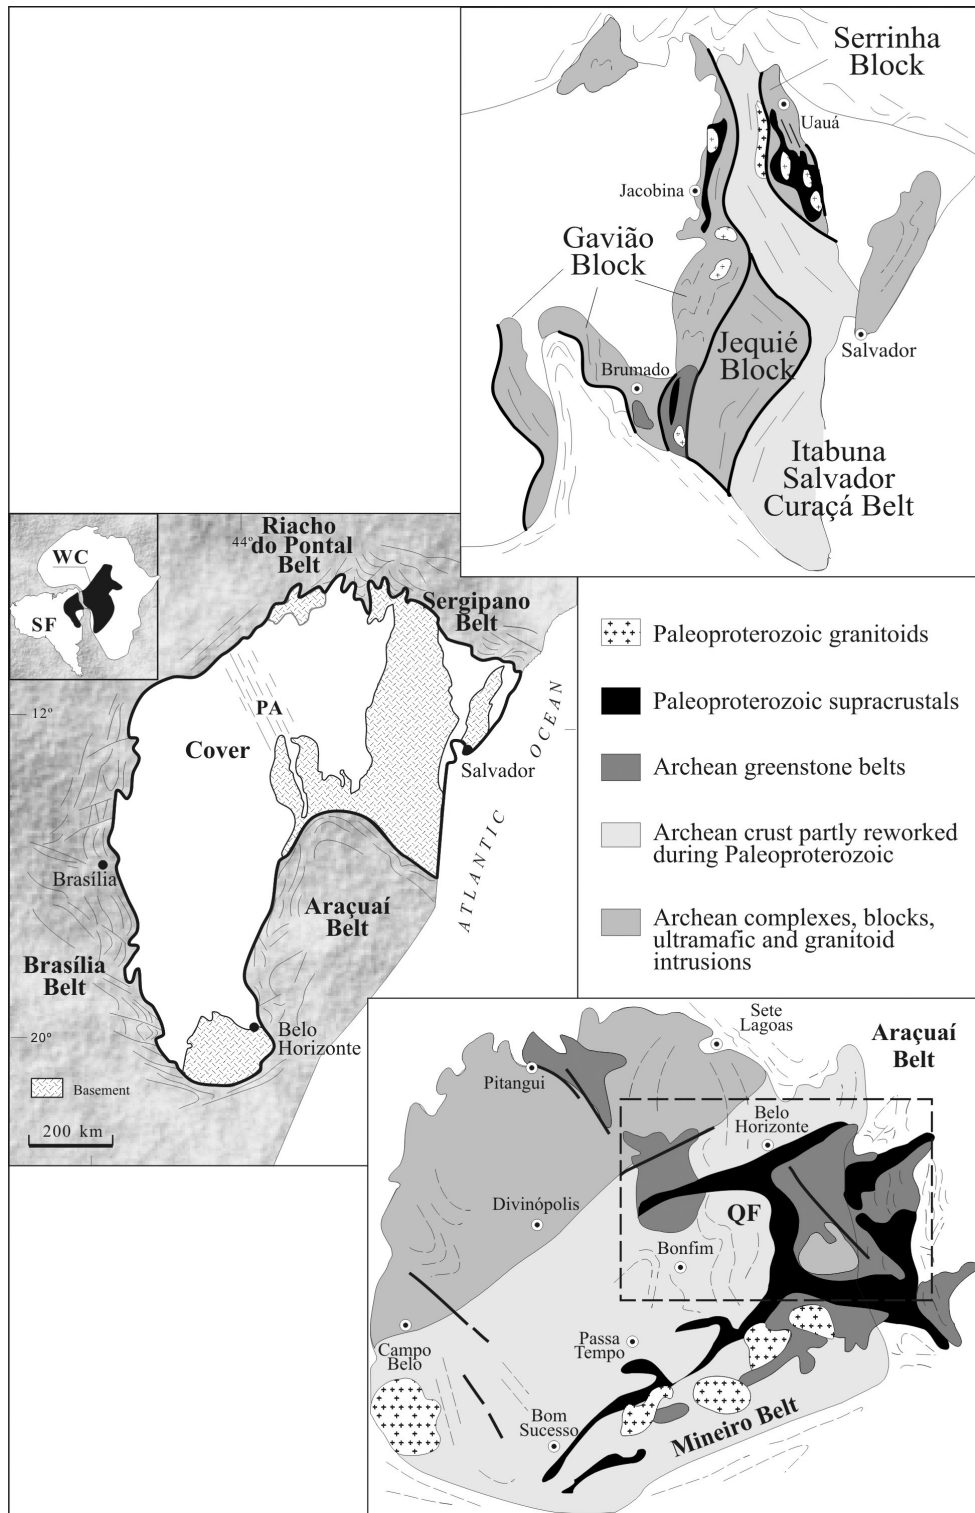 Serrinha
Block
Uauá
Jacobina
Gavião
Block
Jequié
Block
Salvador
Brumado
Itabuna
Salvador
Curaçá Belt
WC
SF
44º
Riacho
do Pontal
Belt
Sergipano
Belt
12º
PA
Cover
Salvador
ATLANTIC OCEAN
Brasília
Araçuaí
Belt
Brasília
Belt
20º
Belo
Horizonte
Basement
200 km
Paleoproterozoic granitoids
Paleoproterozoic supracrustals
Archean greenstone belts
Archean crust partly reworked
during Paleoproterozoic
Archean complexes, blocks,
ultramafic and granitoid
intrusions
Sete
Lagoas
Araçuaí
Belt
Pitangui
Belo
Horizonte
Divinópolis
QF
Bonfim
Campo
Belo
Passa
Tempo
Bom
Sucesso
Mineiro Belt